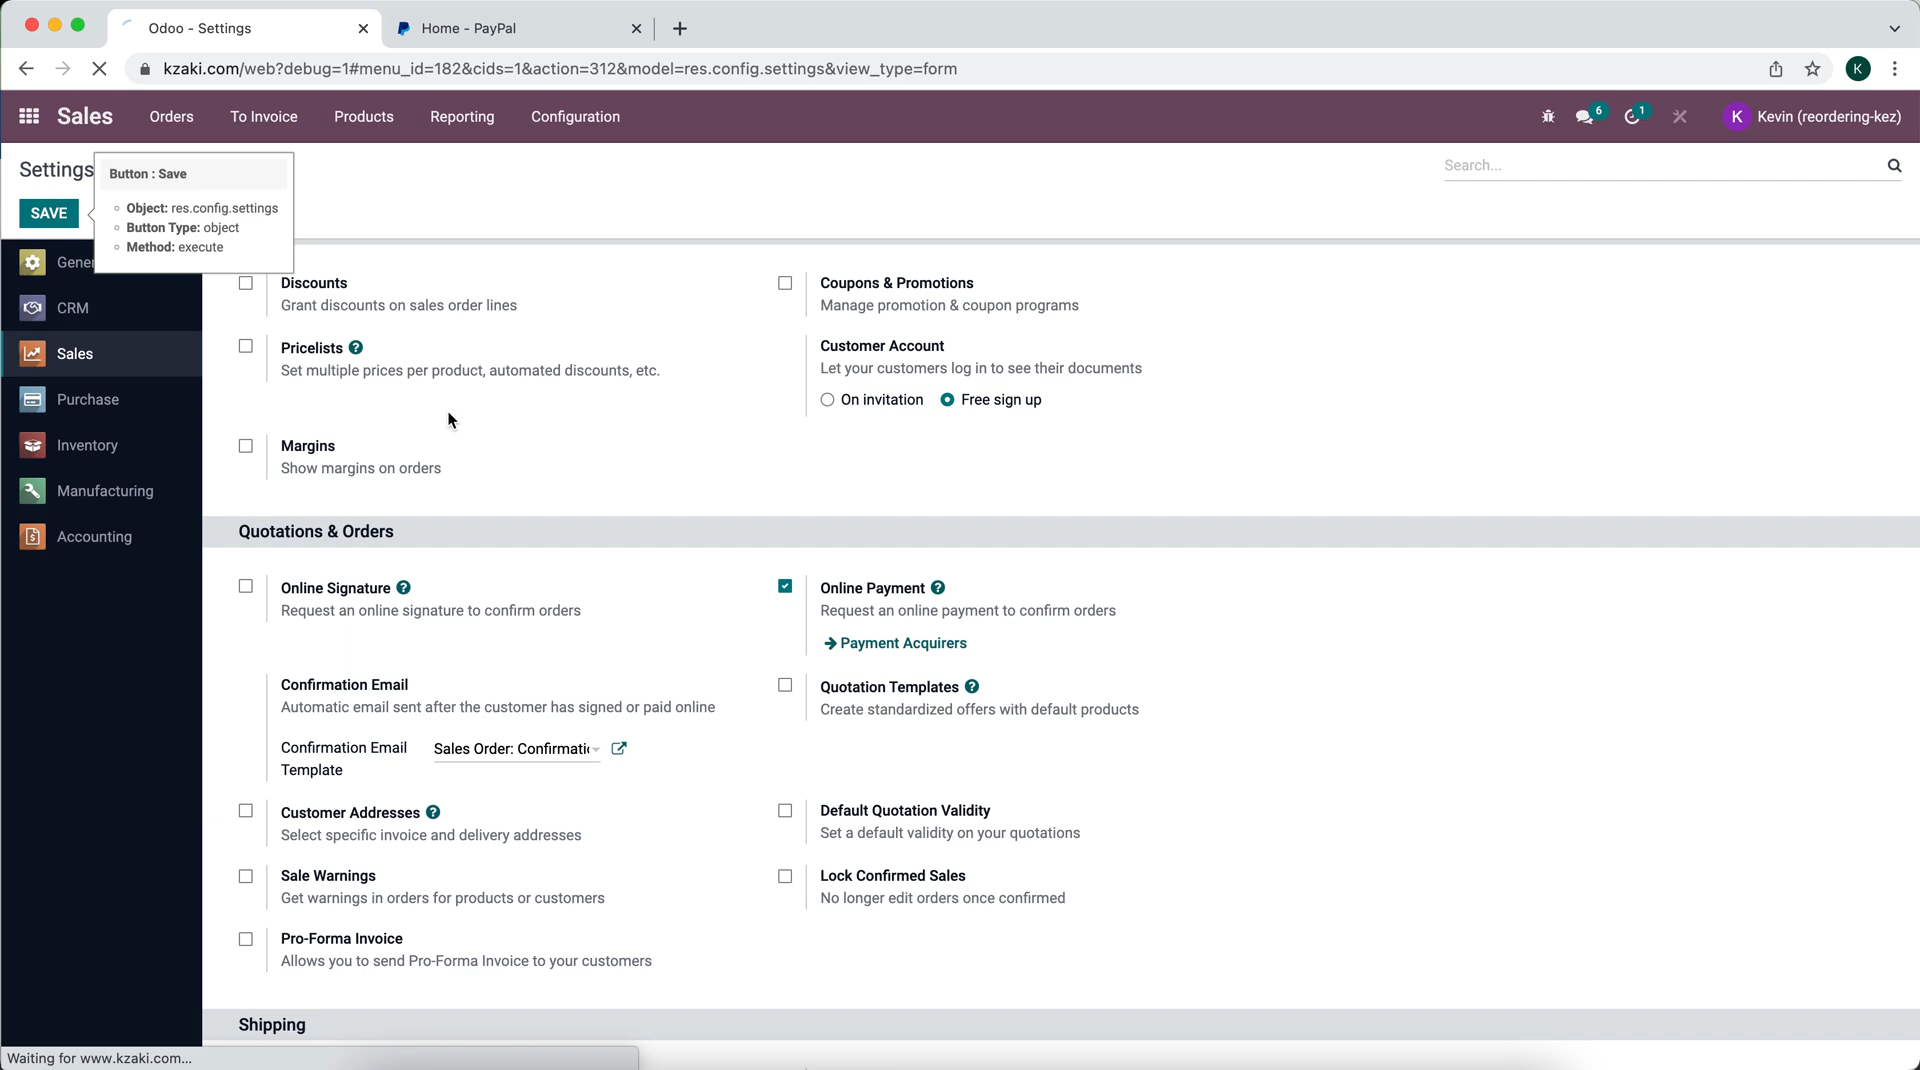 Odoo - Settings
Home - PayPal
kzaki.com/web?debug=1#menu_id=182&cids=1&action=312&model=res.config.settings&view_type=form
K
Sales
Orders
To Invoice
Products
Reporting
Configuration
6
1
K
Kevin (reordering-kez)
Settings
Search...
SAVE
Button : Save
Object: res.config.settings
Button Type: object
Method: execute
Gener
CRM
Sales
Purchase
Inventory
Manufacturing
Accounting
Discounts
Grant discounts on sales order lines
Coupons & Promotions
Manage promotion & coupon programs
Pricelists ?
Set multiple prices per product, automated discounts, etc.
Customer Account
Let your customers log in to see their documents
On invitation
Free sign up
Margins
Show margins on orders
Quotations & Orders
Online Signature ?
Request an online signature to confirm orders
Online Payment ?
Request an online payment to confirm orders
Payment Acquirers
Confirmation Email
Automatic email sent after the customer has signed or paid online
Confirmation Email
Template
Sales Order: Confirmatic
Quotation Templates ?
Create standardized offers with default products
Customer Addresses ?
Select specific invoice and delivery addresses
Default Quotation Validity
Set a default validity on your quotations
Sale Warnings
Get warnings in orders for products or customers
Lock Confirmed Sales
No longer edit orders once confirmed
Pro-Forma Invoice
Allows you to send Pro-Forma Invoice to your customers
Shipping
Waiting for www.kzaki.com...